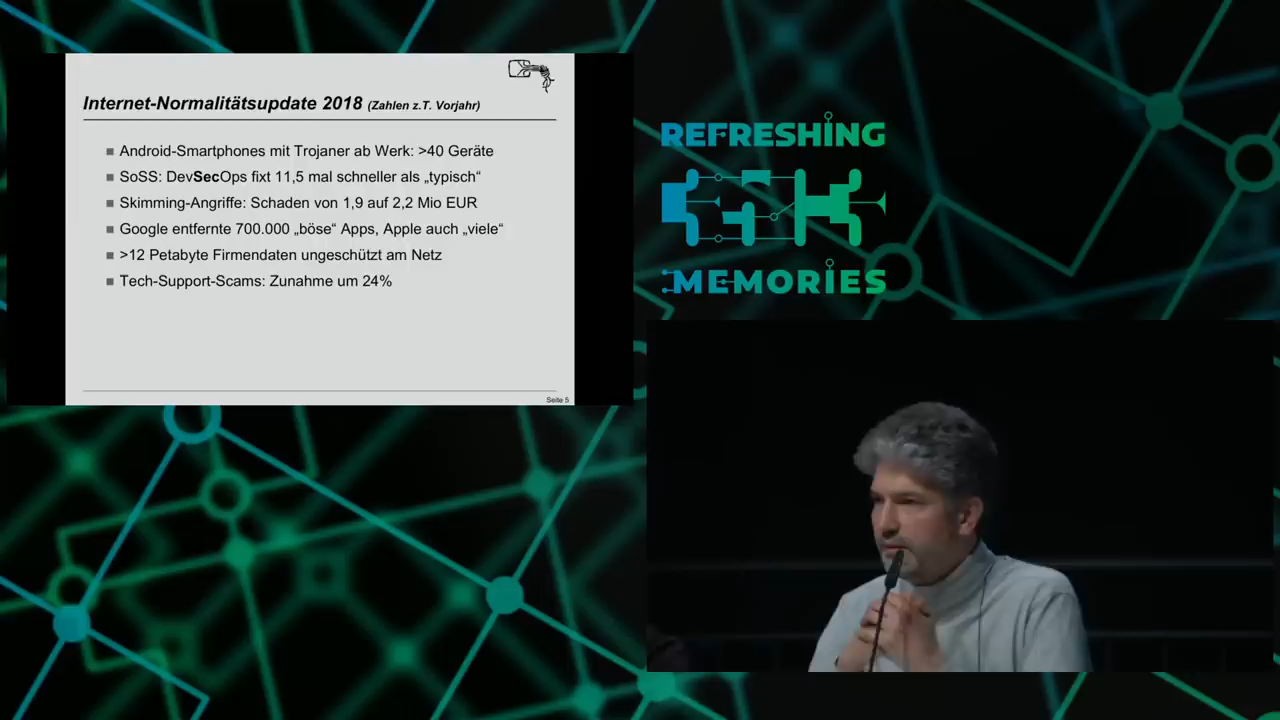 Internet-Normalitätsupdate 2018 (Zahlen z.T. Vorjahr)
Android-Smartphones mit Trojaner ab Werk: >40 Geräte
SoSS: DevSecOps fixt 11,5 mal schneller als „typisch“
Skimming-Angriffe: Schaden von 1,9 auf 2,2 Mio EUR
Google entfernte 700.000 „böse“ Apps, Apple auch „viele“
>12 Petabyte Firmendaten ungeschützt am Netz
Tech-Support-Scams: Zunahme um 24%
Seite 5
REFRESHING
MEMORIES